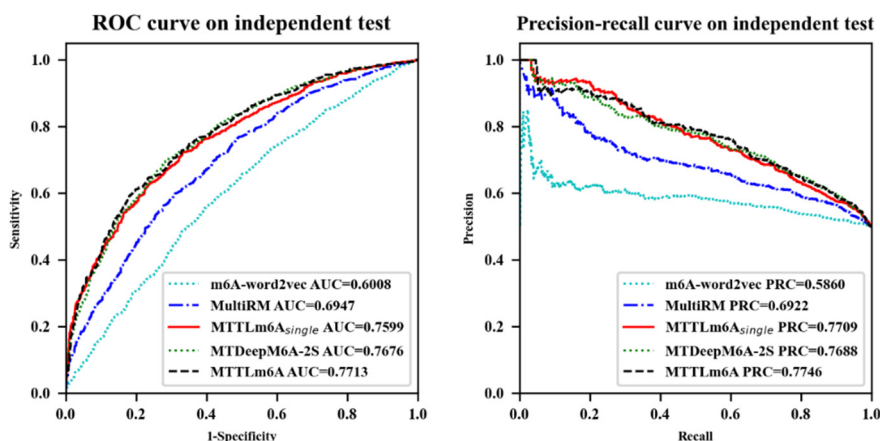 ROC curve on independent test
1.0
0.8
0.6
0.4
0.2
0.0
Sensitivity
m6A-word2vec AUC=0.6008
MultiRM AUC=0.6947
MTTLm6Asingle AUC=0.7599
MTDeepM6A-2S AUC=0.7676
MTTLm6A AUC=0.7713
0.0 0.2 0.4 0.6 0.8 1.0
1-Specificity
Precision-recall curve on independent test
1.0
0.8
0.6
0.4
0.2
0.0
Precision
m6A-word2vec PRC=0.5860
MultiRM PRC=0.6922
MTTLm6Asingle PRC=0.7709
MTDeepM6A-2S PRC=0.7688
MTTLm6A PRC=0.7746
0.0 0.2 0.4 0.6 0.8 1.0
Recall